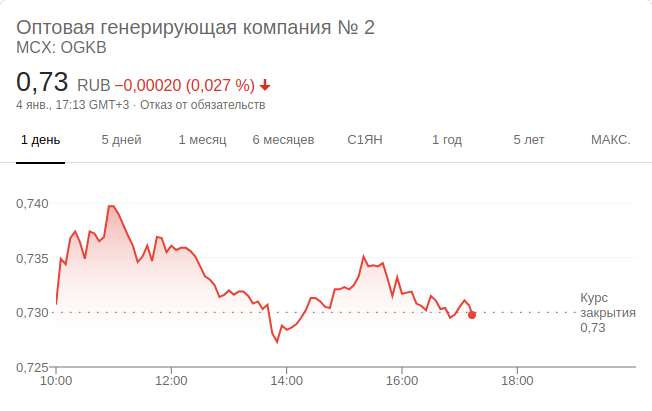 Оптовая генерирующая компания № 2
MCX: OGKB
0,73 RUB −0,00020 (0,027 %)
4 янв., 17:13 GMT+3 · Отказ от обязательств
1 день 5 дней 1 месяц 6 месяцев С1ЯН 1 год 5 лет МАКС.
0,740
0,735
0,730
0,725
Курс
закрытия
0,73
10:00 12:00 14:00 16:00 18:00